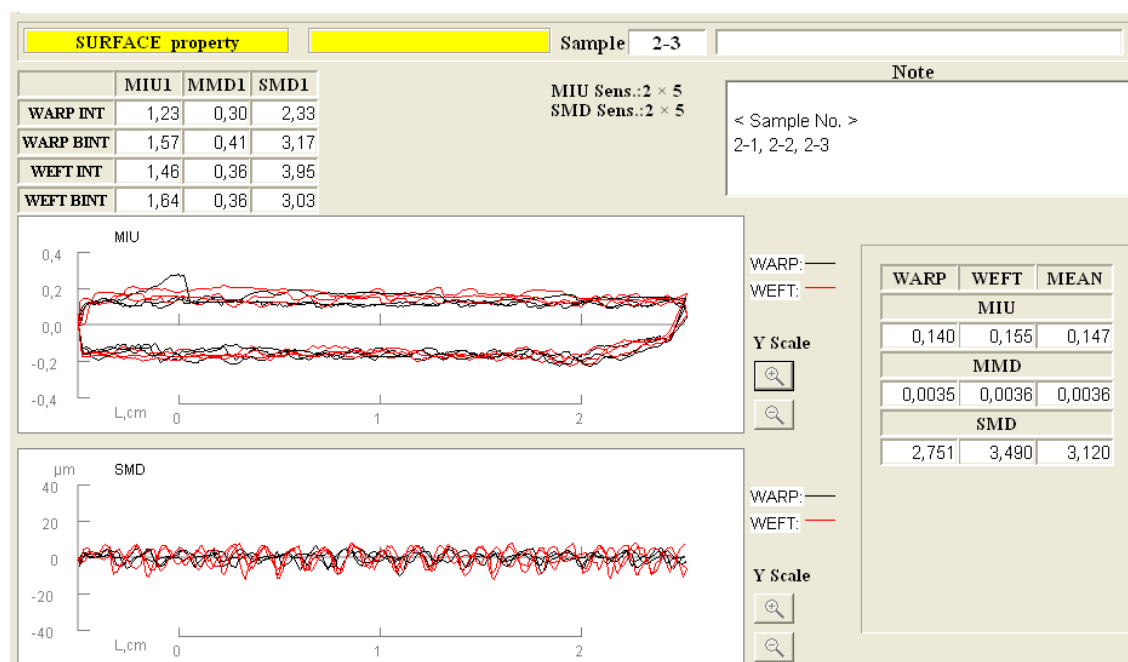 SURFACE property Sample 2-3
Note
MIU1 MMD1 SMD1
WARP INT 1,23 0,30 2,33
WARP BINT 1,57 0,41 3,17
WEFT INT 1,46 0,36 3,95
WEFT BINT 1,64 0,36 3,03
MIU Sens.:2 × 5
SMD Sens.:2 × 5
< Sample No. >
2-1, 2-2, 2-3
MIU
0,4
0,2
0,0
-0,2
-0,4
L,cm 0 1 2
WARP:
WEFT:
Y Scale
WARP WEFT MEAN
MIU
0,140 0,155 0,147
MMD
0,0035 0,0036 0,0036
SMD
2,751 3,490 3,120
µm SMD
40
20
0
-20
-40
L,cm 0 1 2
WARP:
WEFT:
Y Scale